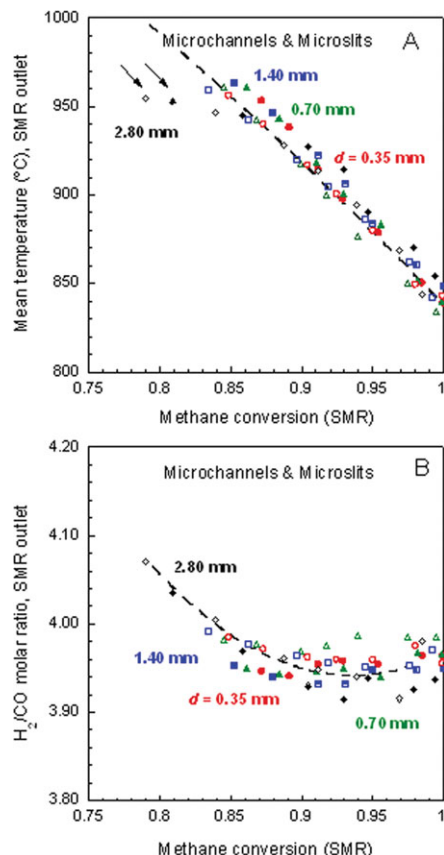 1000
Microchannels & Microslits
A
1.40 mm
950
0.70 mm
2.80 mm
d = 0.35 mm
900
850
800
0.75
0.8
0.85
0.9
0.95
1
Methane conversion (SMR)
Mean temperature (°C), SMR outlet
4.20
Microchannels & Microslits
B
4.10
2.80 mm
4.00
1.40 mm
3.90
d = 0.35 mm
0.70 mm
3.80
0.75
0.8
0.85
0.9
0.95
1
Methane conversion (SMR)
H2/CO molar ratio, SMR outlet